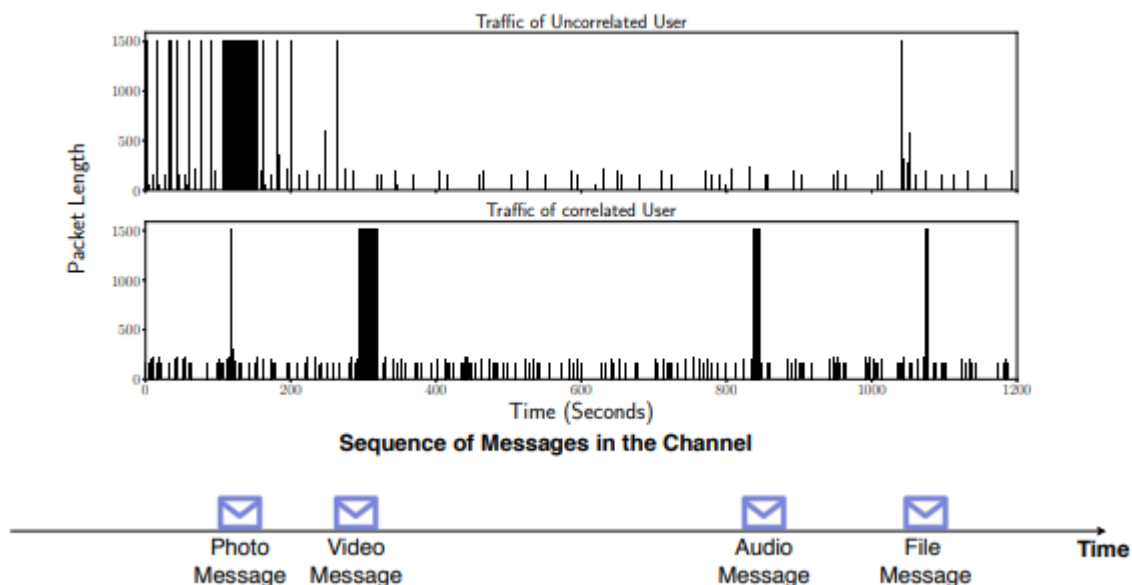 Traffic of Uncorrelated User
1500
1000
500
0
Packet Length
Traffic of correlated User
1500
1000
500
0
0 200 400 600 800 1000 1200
Time (Seconds)
Sequence of Messages in the Channel
Photo Message
Video Message
Audio Message
File Message
Time